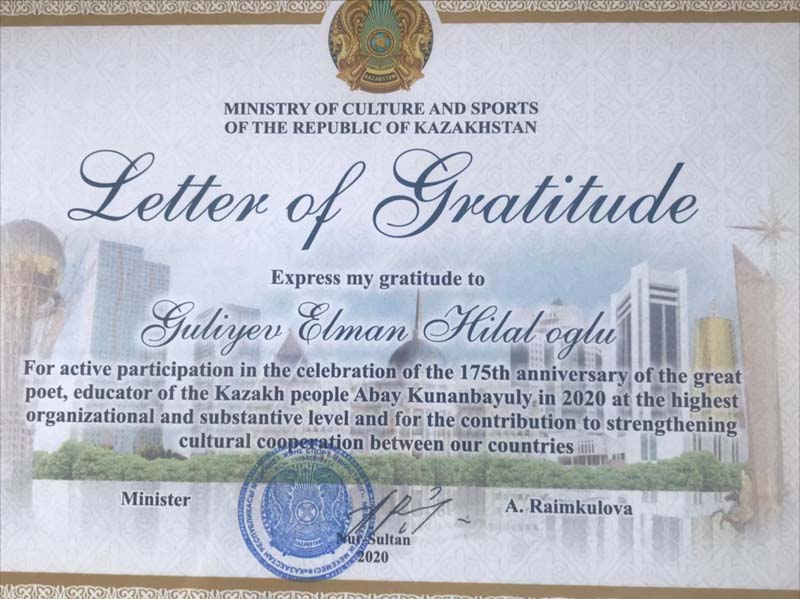 KAZAKHSTAN
MINISTRY OF CULTURE AND SPORTS
OF THE REPUBLIC OF KAZAKHSTAN
Letter of Gratitude
Express my gratitude to
Guliyev Elman Hilal oglu
For active participation in the celebration of the 175th anniversary of the great
poet, educator of the Kazakh people Abay Kunanbayuly in 2020 at the highest
organizational and substantive level and for the contribution to strengthening
cultural cooperation between our countries
Minister
A. Raimkulova
Nur-Sultan
2020